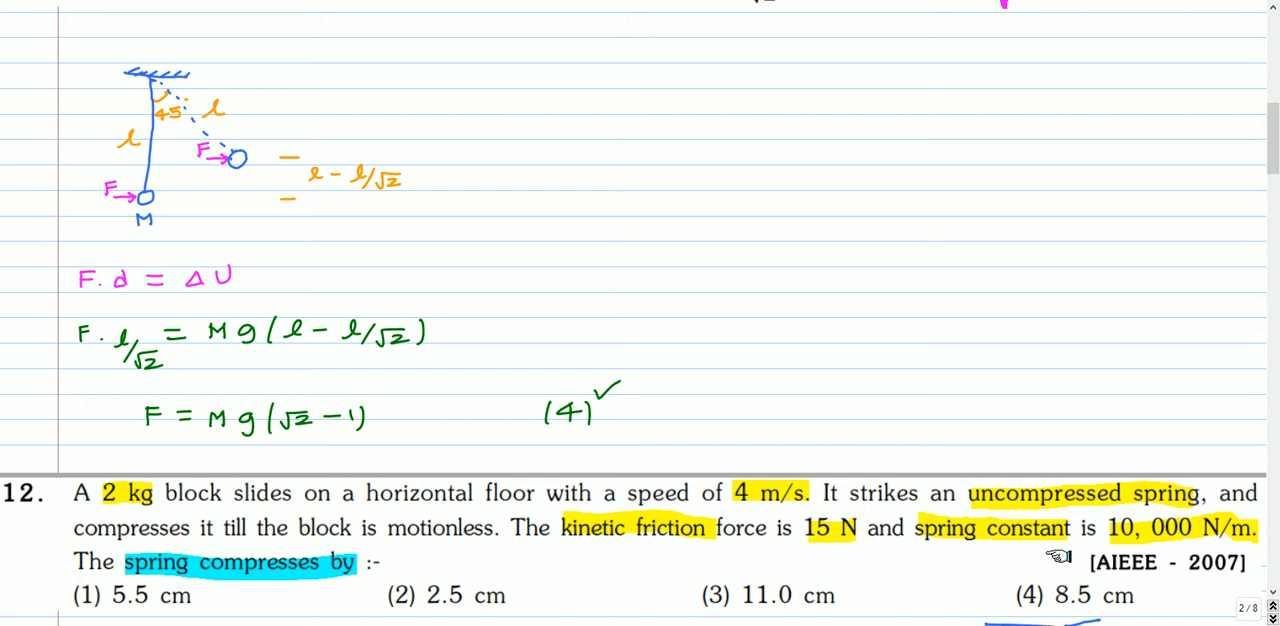 45 l
l
F
l - l/√2
F
M
F. d = Δ U
F. l/√2 = M g ( l - l/√2 )
F = M g ( √2 - 1 ) (4) ✓
12. A 2 kg block slides on a horizontal floor with a speed of 4 m/s. It strikes an uncompressed spring, and
compresses it till the block is motionless. The kinetic friction force is 15 N and spring constant is 10, 000 N/m.
The spring compresses by :- [AIEEE - 2007]
(1) 5.5 cm (2) 2.5 cm (3) 11.0 cm (4) 8.5 cm
2/8